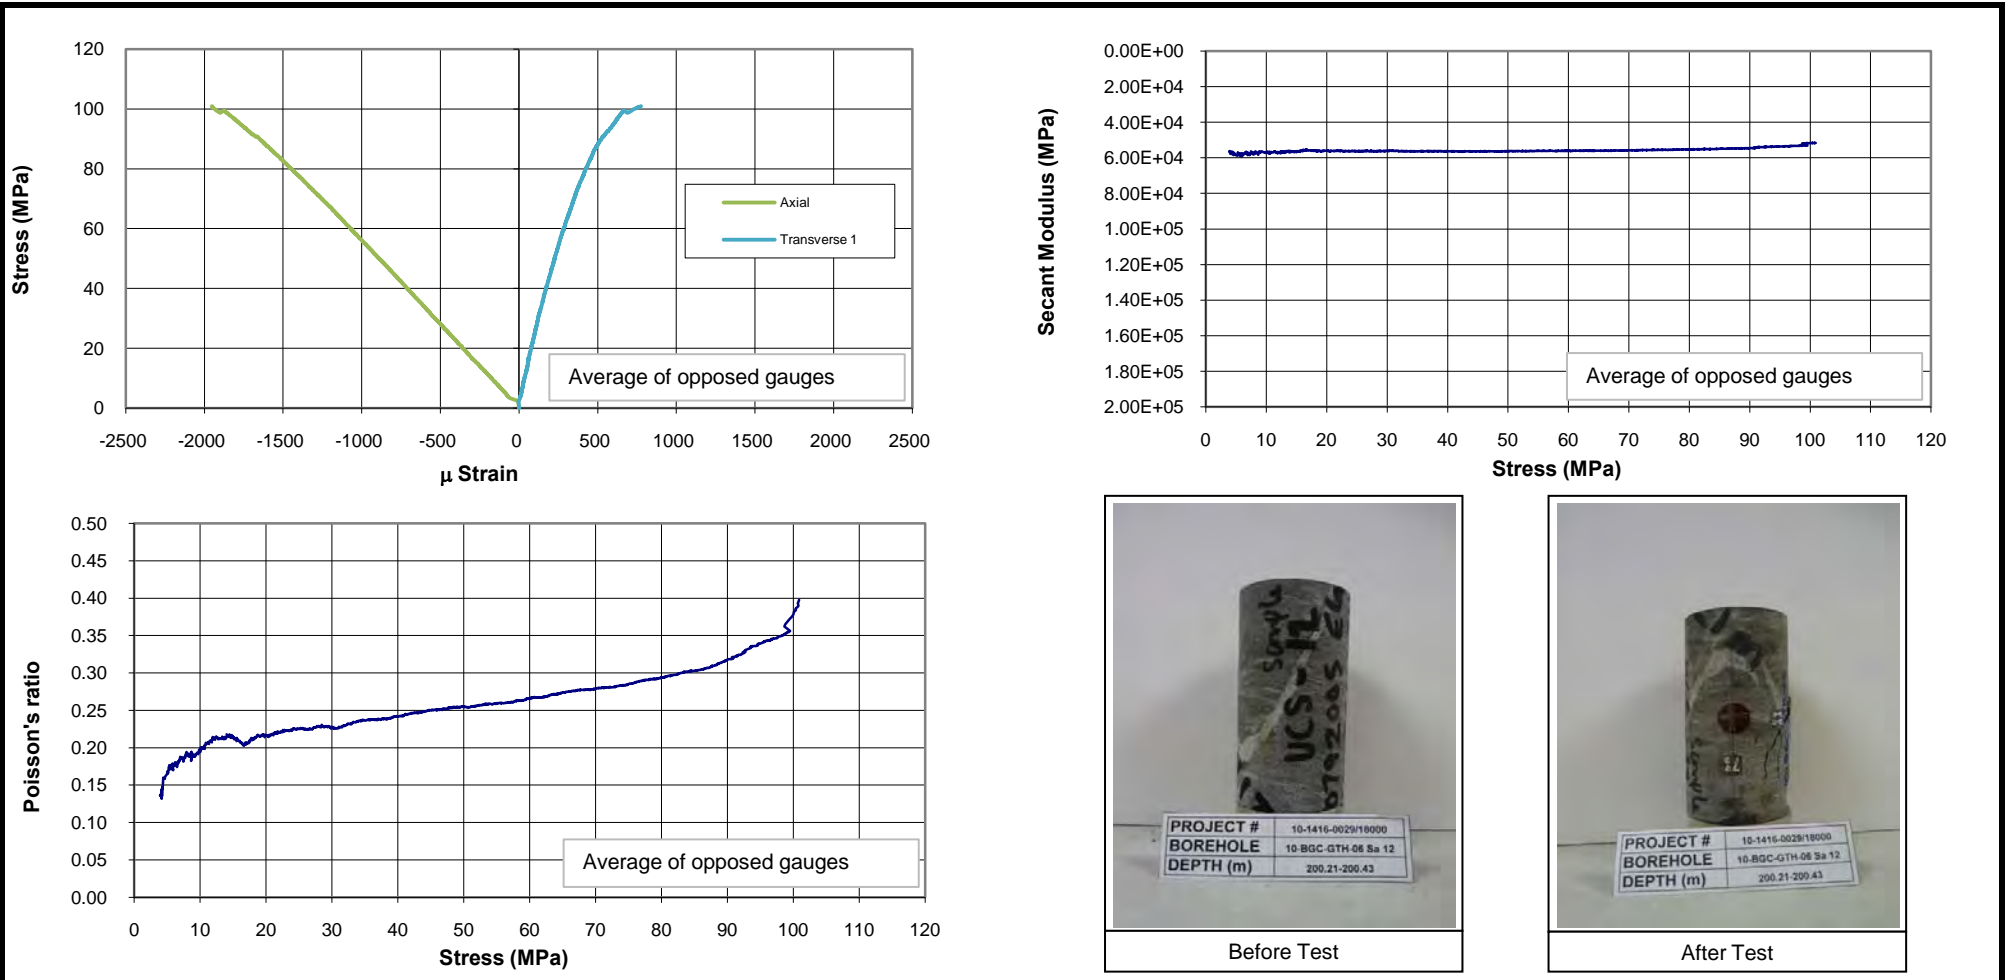 120
100
80
60
40
20
0
Stress (MPa)
-2500 -2000 -1500 -1000 -500 0 500 1000 1500 2000 2500
μ Strain
Axial
Transverse 1
Average of opposed gauges
0.00E+00
2.00E+04
4.00E+04
6.00E+04
8.00E+04
1.00E+05
1.20E+05
1.40E+05
1.60E+05
1.80E+05
2.00E+05
Secant Modulus (MPa)
0 10 20 30 40 50 60 70 80 90 100 110 120
Stress (MPa)
Average of opposed gauges
0.50
0.45
0.40
0.35
0.30
0.25
0.20
0.15
0.10
0.05
0.00
Poisson's ratio
0 10 20 30 40 50 60 70 80 90 100 110 120
Stress (MPa)
Average of opposed gauges
Sample
UCS-12
PROJECT # 10-1416-0029/18000
BOREHOLE 10-BGC-GTH-06 Sa 12
DEPTH (m) 200.21-200.43
Before Test
PROJECT # 10-1416-0029/18000
BOREHOLE 10-BGC-GTH-06 Sa 12
DEPTH (m) 200.21-200.43
After Test